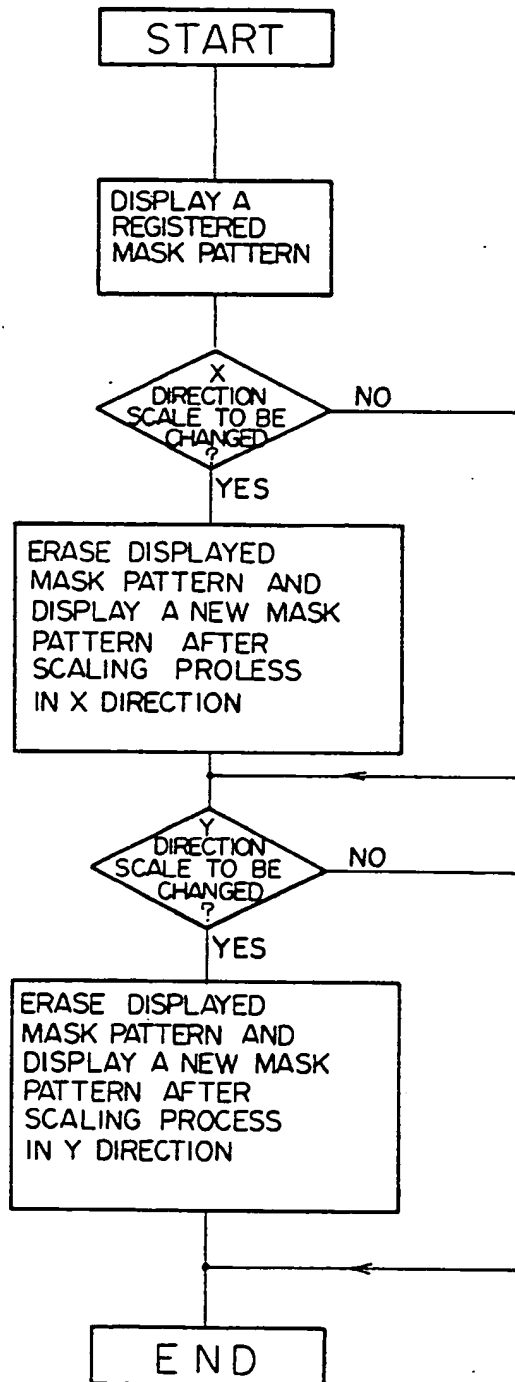 START
DISPLAY A
REGISTERED
MASK PATTERN
X
DIRECTION
SCALE TO BE
CHANGED
?
NO
YES
ERASE DISPLAYED
MASK PATTERN AND
DISPLAY A NEW MASK
PATTERN AFTER
SCALING PROLESS
IN X DIRECTION
Y
DIRECTION
SCALE TO BE
CHANGED
?
NO
YES
ERASE DISPLAYED
MASK PATTERN AND
DISPLAY A NEW MASK
PATTERN AFTER
SCALING PROCESS
IN Y DIRECTION
END